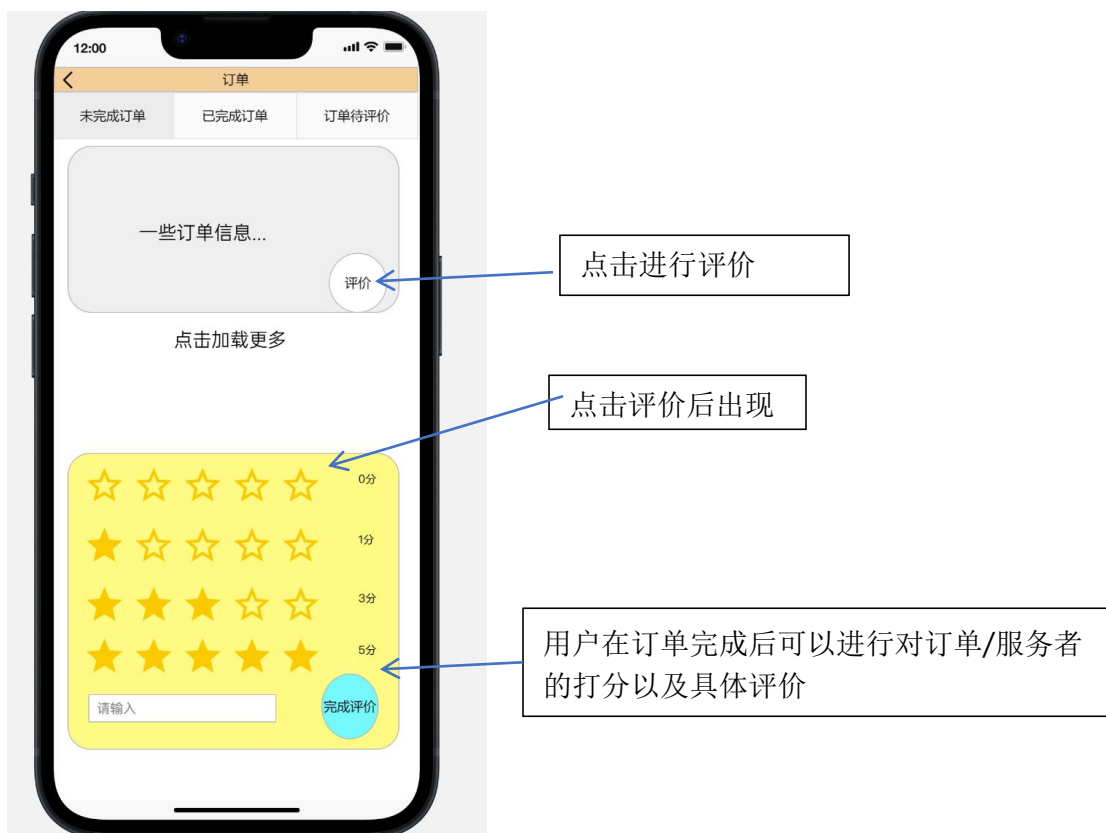 12:00
订单
未完成订单
已完成订单
订单待评价
一些订单信息...
评价
点击进行评价
点击加载更多
点击评价后出现
0分
1分
3分
5分
用户在订单完成后可以进行对订单/服务者
的打分以及具体评价
请输入
完成评价